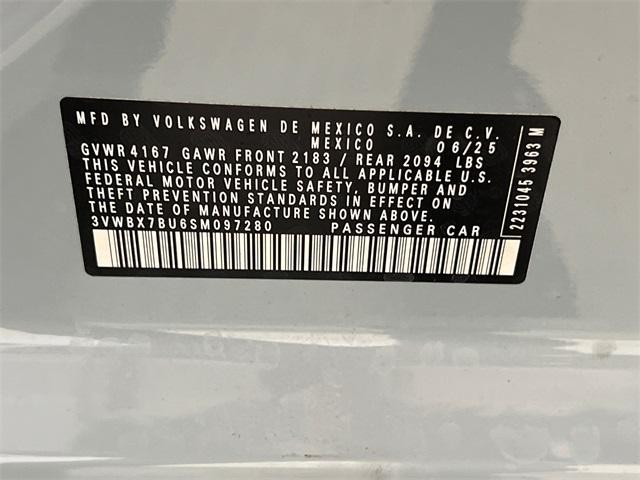 MFD BY VOLKSWAGEN DE MEXICO S.A. DE C.V.
MEXICO 06/25
GVWR 4167 GAWR FRONT 2183 / REAR 2094 LBS
THIS VEHICLE CONFORMS TO ALL APPLICABLE U.S.
FEDERAL MOTOR VEHICLE SAFETY, BUMPER AND
THEFT PREVENTION STANDARDS IN EFFECT ON
THE DATE OF MANUFACTURE SHOWN ABOVE.
3VWBX7BU6SM097280 PASSENGER CAR
2231045 3963 M